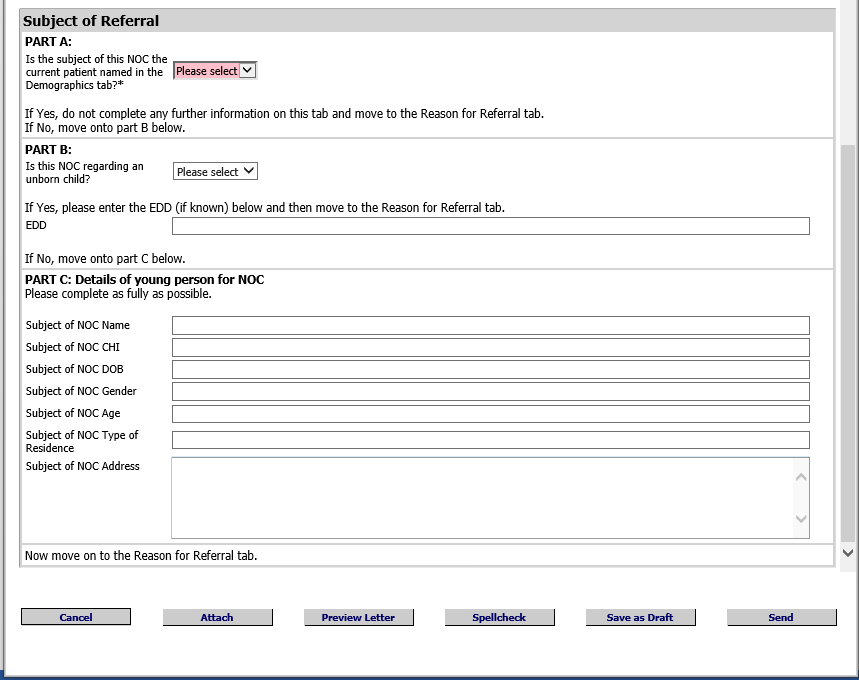 Subject of Referral
PART A:
Is the subject of this NOC the
current patient named in the
Demographics tab?*
Please select
If Yes, do not complete any further information on this tab and move to the Reason for Referral tab.
If No, move onto part B below.
PART B:
Is this NOC regarding an
unborn child?
Please select
If Yes, please enter the EDD (if known) below and then move to the Reason for Referral tab.
EDD
If No, move onto part C below.
PART C: Details of young person for NOC
Please complete as fully as possible.
Subject of NOC Name
Subject of NOC CHI
Subject of NOC DOB
Subject of NOC Gender
Subject of NOC Age
Subject of NOC Type of
Residence
Subject of NOC Address
Now move on to the Reason for Referral tab.
Cancel Attach Preview Letter Spellcheck Save as Draft Send